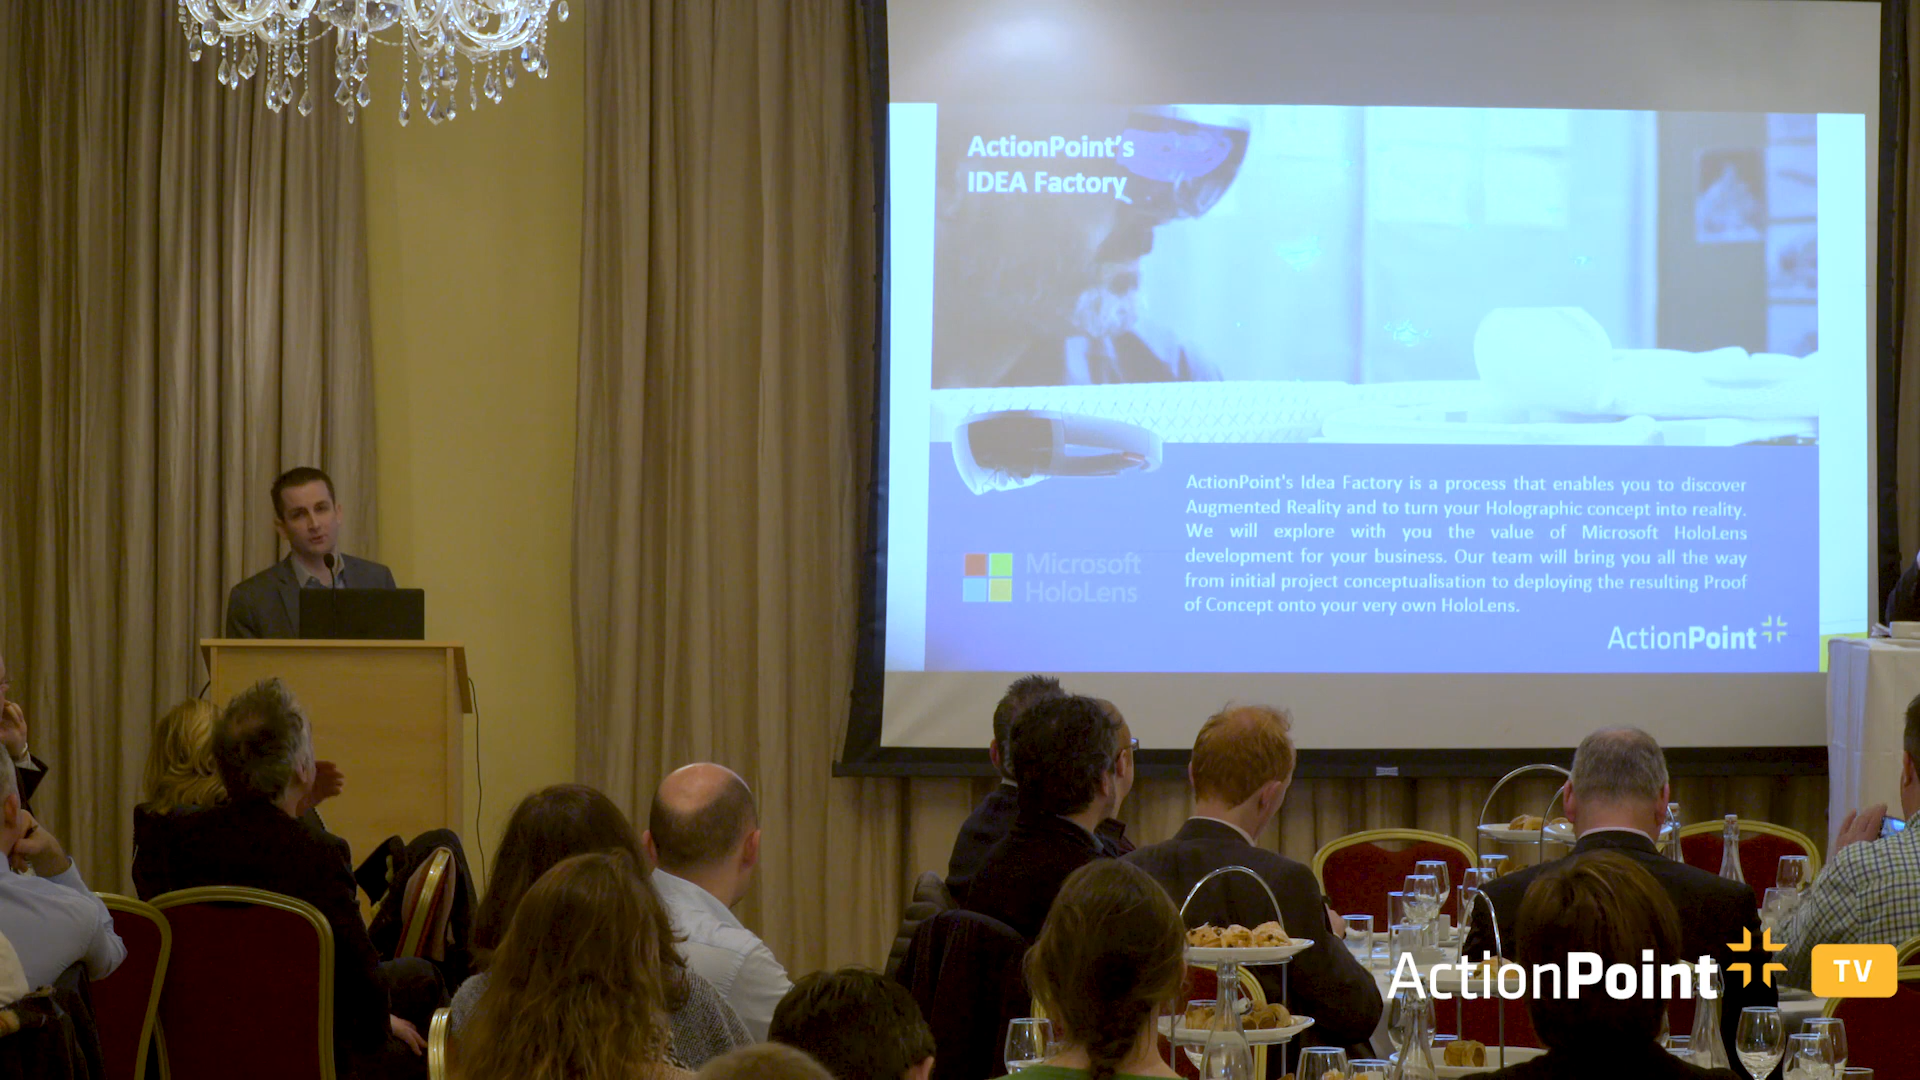 ActionPoint's
IDEA Factory
ActionPoint's Idea Factory is a process that enables you to discover
Augmented Reality and to turn your Holographic concept into reality.
We will explore with you the value of Microsoft HoloLens
development for your business. Our team will bring you all the way
from initial project conceptualisation to deploying the resulting Proof
of Concept onto your very own HoloLens.
Microsoft
HoloLens
ActionPoint
ActionPoint TV